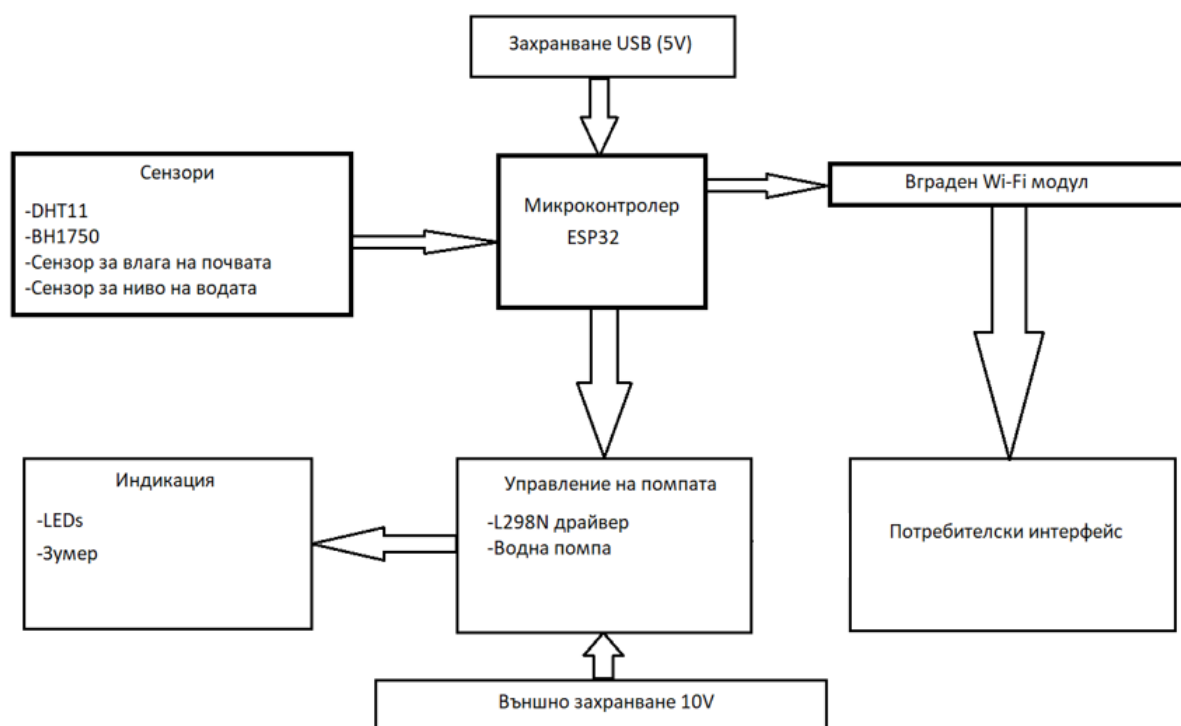 Захранване USB (5V)
Сензори
-DHT11
-BH1750
-Сензор за влага на почвата
-Сензор за ниво на водата
Микроконтролер
ESP32
Вграден Wi-Fi модул
Индикация
-LEDs
-Зумер
Управление на помпата
-L298N драйвер
-Водна помпа
Потребителски интерфейс
Външно захранване 10V